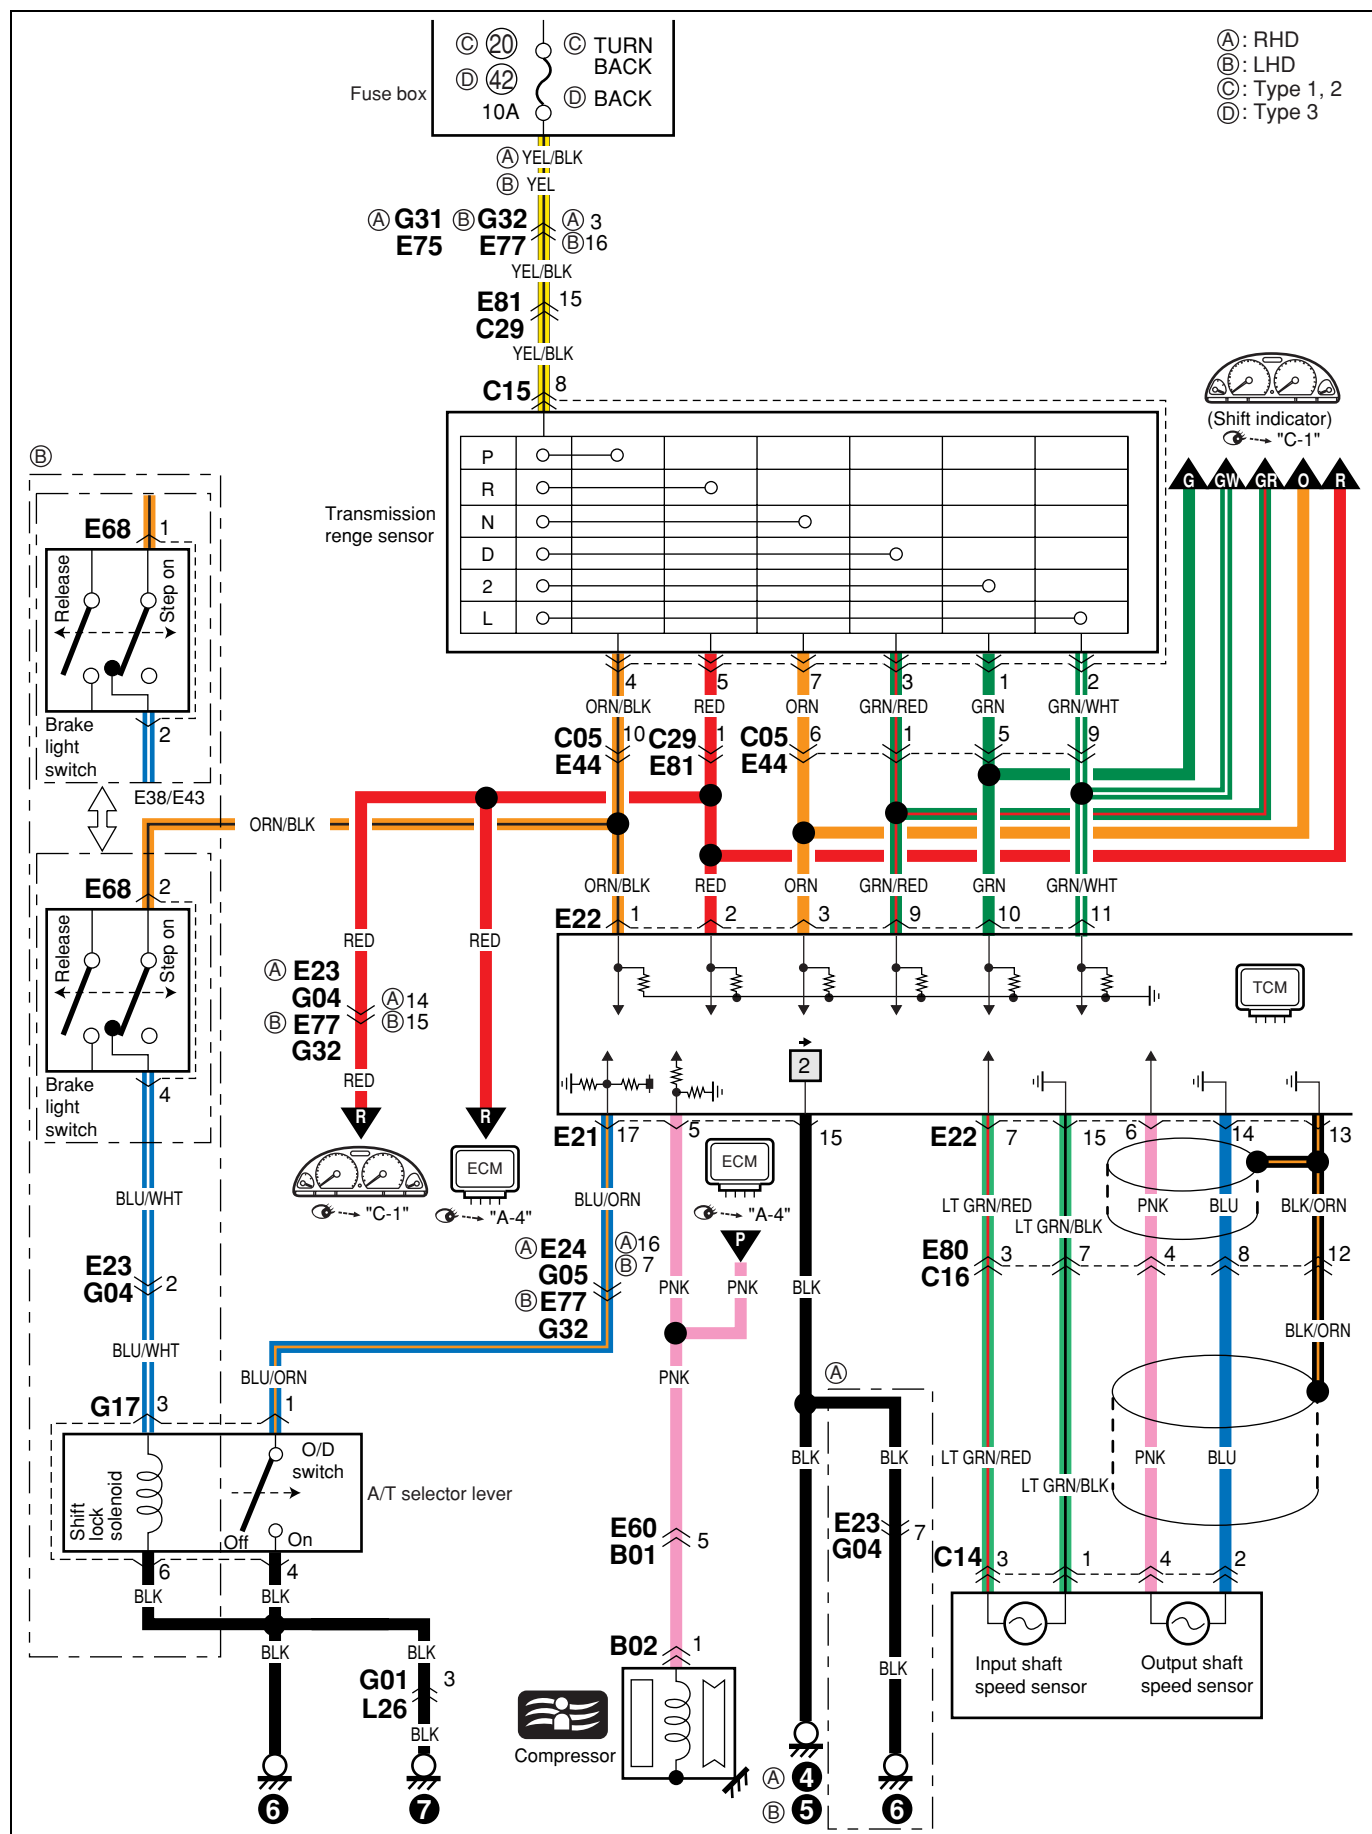 Ⓒ ⑳ Ⓒ TURN BACK
Ⓓ ㊷ Ⓓ BACK
10A
Fuse box
Ⓐ: RHD
Ⓑ: LHD
Ⓒ: Type 1, 2
Ⓓ: Type 3
Ⓐ YEL/BLK
Ⓑ YEL
Ⓐ G31 Ⓑ G32 Ⓐ 3
E75 E77 Ⓑ16
YEL/BLK
E81 15
C29
YEL/BLK
C15 8
(Shift indicator)
"C-1"
G GW GR O R
Transmission
renge sensor
P
R
N
D
2
L
4 5 7 3 1 2
ORN/BLK RED ORN GRN/RED GRN GRN/WHT
C05 10 C29 1 C05 6 1 5 9
E44 E81 E44
Ⓑ
E68 1
Release Step on
Brake
light
switch
2
E38/E43
ORN/BLK
E68 2
Release Step on
Brake
light
switch
4
ORN/BLK RED ORN GRN/RED GRN GRN/WHT
E22 1 2 3 9 10 11
TCM
2
RED RED
Ⓐ E23 Ⓐ14
G04
Ⓑ E77 Ⓑ15
G32
RED
R R
ECM
"C-1" "A-4"
E21 17 5 15
ECM
"A-4"
P
E22 7 15 6 14 13
BLU/WHT
BLU/ORN
LT GRN/RED LT GRN/BLK PNK BLU BLK/ORN
Ⓐ E24 Ⓐ16
G05 Ⓑ 7
Ⓑ E77
G32
PNK PNK BLK
E80 3 7 4 8 12
C16
E23 2
G04
BLK/ORN
BLU/WHT
BLU/ORN
PNK
Ⓐ
G17 3 1
Shift
lock
solenoid
O/D
switch
Off On
A/T selector lever
6 4
BLK BLK
BLK BLK
BLK BLK
LT GRN/RED LT GRN/BLK PNK BLU
E60 5
B01
E23 7
G04
C14 3 1 4 2
B02 1
BLK
Input shaft
speed sensor
Output shaft
speed sensor
G01 3
L26
BLK
Compressor
6 7
Ⓐ 4
Ⓑ 5
6